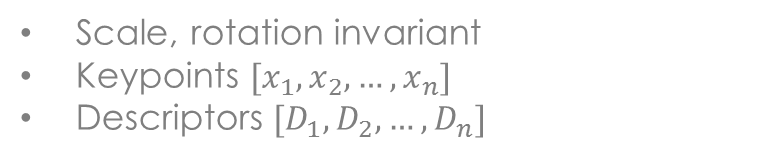 • Scale, rotation invariant
• Keypoints [x₁, x₂, … , xₙ]
• Descriptors [D₁, D₂, … , Dₙ]